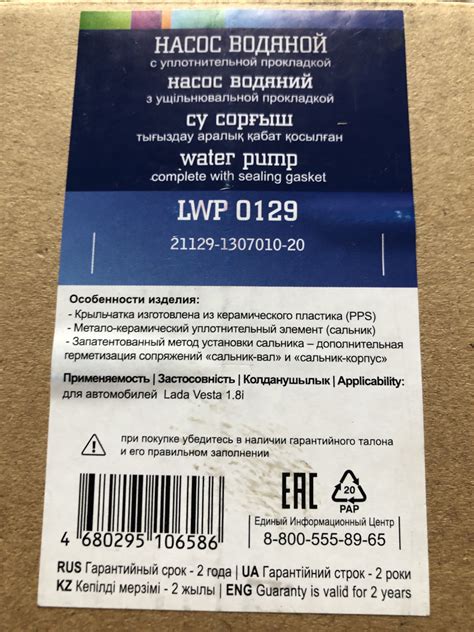 НАСОС ВОДЯНОЙ
с уплотнительной прокладкой
насос водяний
з ущільнювальной прокладкой
су сорғыш
тығыздау аралық қабат қосылған
water pump
complete with sealing gasket
LWP 0129
21129-1307010-20
Особенности изделия:
- Крыльчатка изготовлена из керамического пластика (PPS)
- Метало-керамический уплотнительный элемент (сальник)
- Запатентованный метод установки сальника – дополнительная
герметизация сопряжений «сальник-вал» и «сальник-корпус»
Применяемость | Застосовність | Колданушылык | Applicability:
для автомобилей Lada Vesta 1.8i
при покупке убедитесь в наличии гарантийного талона
и его правильном заполнении
EAC
20
PAP
Единый Информационный Центр
8-800-555-89-65
4 680295 106586
RUS Гарантийный срок - 2 года | UA Гарантійний строк - 2 роки
KZ Кепілді мерзімі - 2 жылы | ENG Guaranty is valid for 2 years